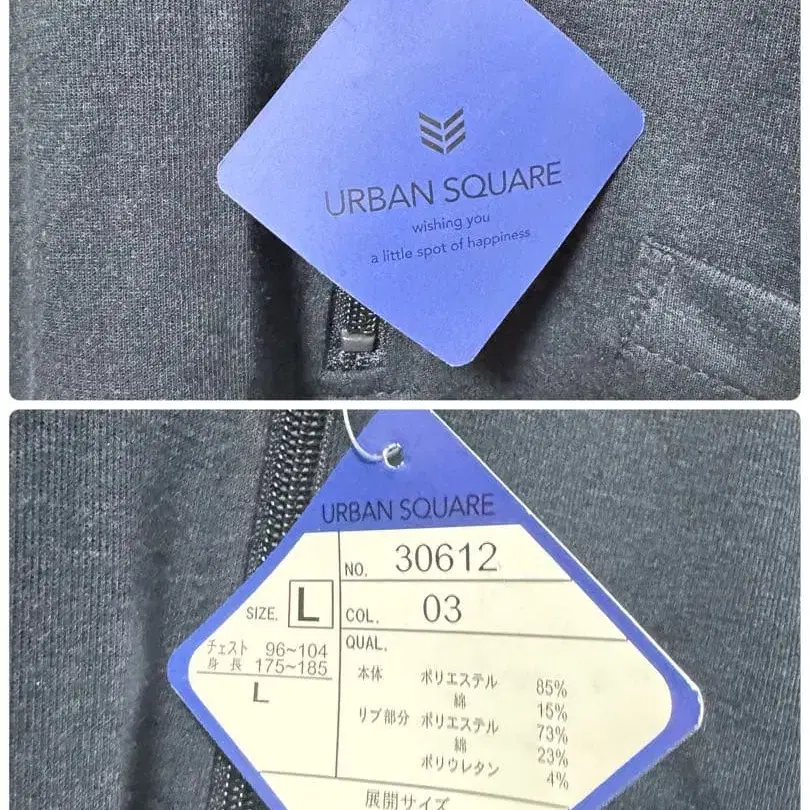 URBAN SQUARE
wishing you
a little spot of happiness
URBAN SQUARE
NO. 30612
SIZE. L
COL. 03
チェスト 96~104
身長 175~185
L
QUAL.
本体 ポリエステル 85%
綿 15%
リブ部分 ポリエステル 73%
綿 23%
ポリウレタン 4%
展開サイズ